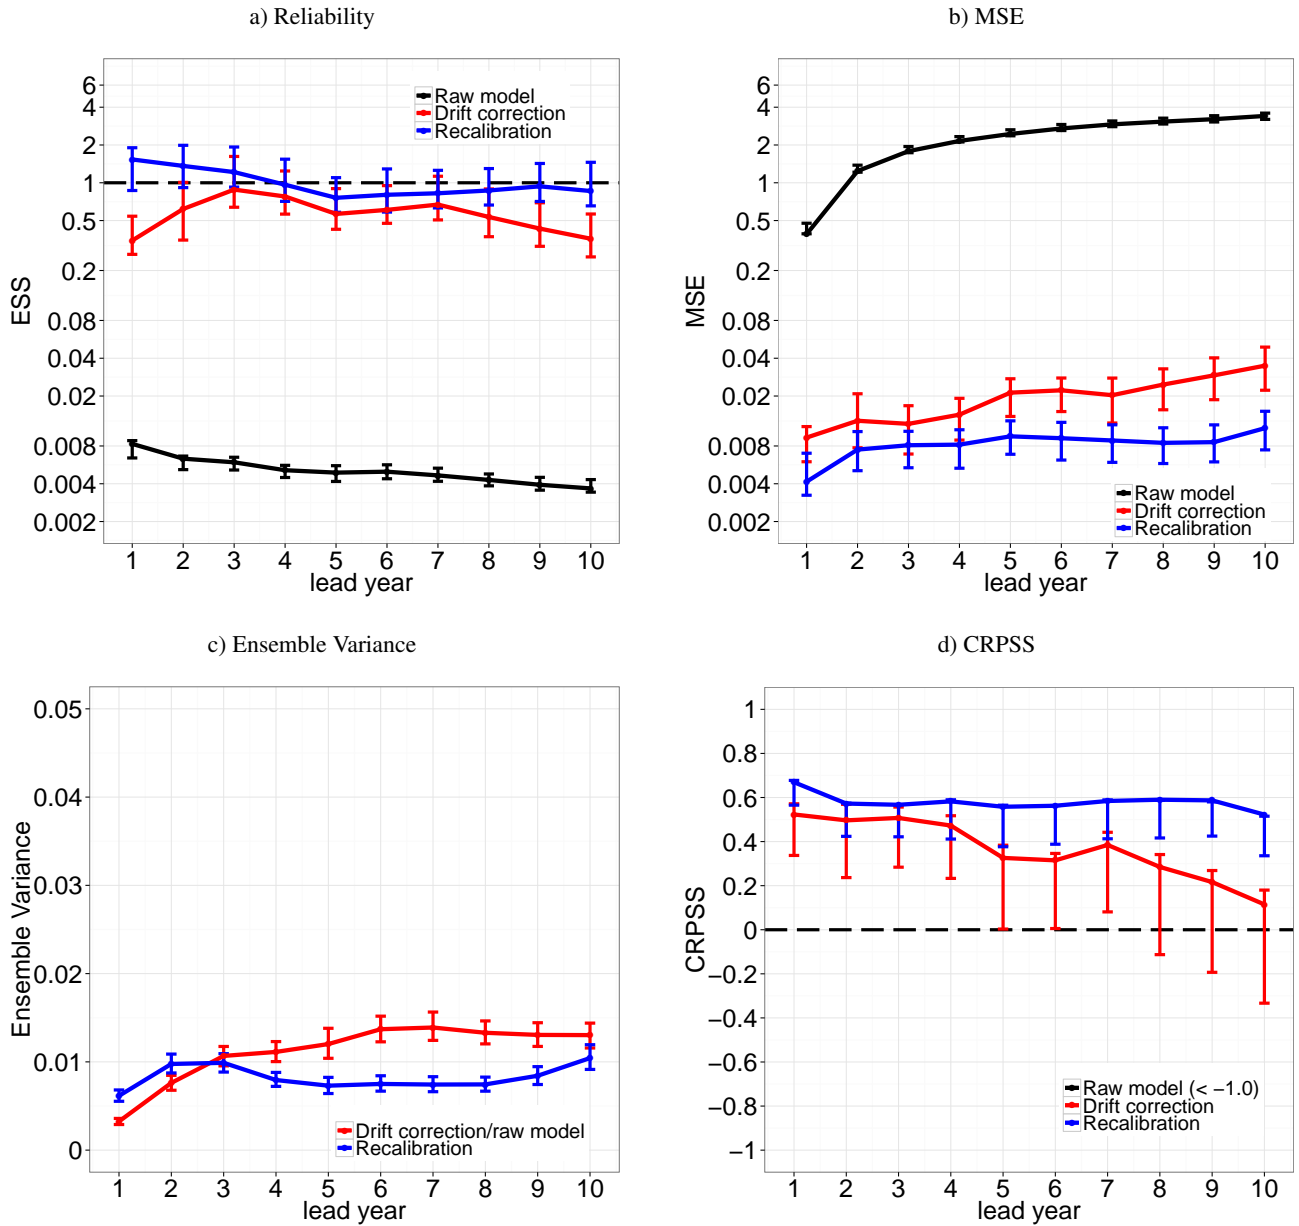 a) Reliability
6
4
2
1
0.5
0.2
0.08
0.04
0.02
0.008
0.004
0.002
ESS
Raw model
Drift correction
Recalibration
1 2 3 4 5 6 7 8 9 10
lead year
b) MSE
6
4
2
1
0.5
0.2
0.08
0.04
0.02
0.008
0.004
0.002
MSE
Raw model
Drift correction
Recalibration
1 2 3 4 5 6 7 8 9 10
lead year
c) Ensemble Variance
0.05
0.04
0.03
0.02
0.01
0
Ensemble Variance
Drift correction/raw model
Recalibration
1 2 3 4 5 6 7 8 9 10
lead year
d) CRPSS
1
0.8
0.6
0.4
0.2
0
−0.2
−0.4
−0.6
−0.8
−1
CRPSS
Raw model (< −1.0)
Drift correction
Recalibration
1 2 3 4 5 6 7 8 9 10
lead year